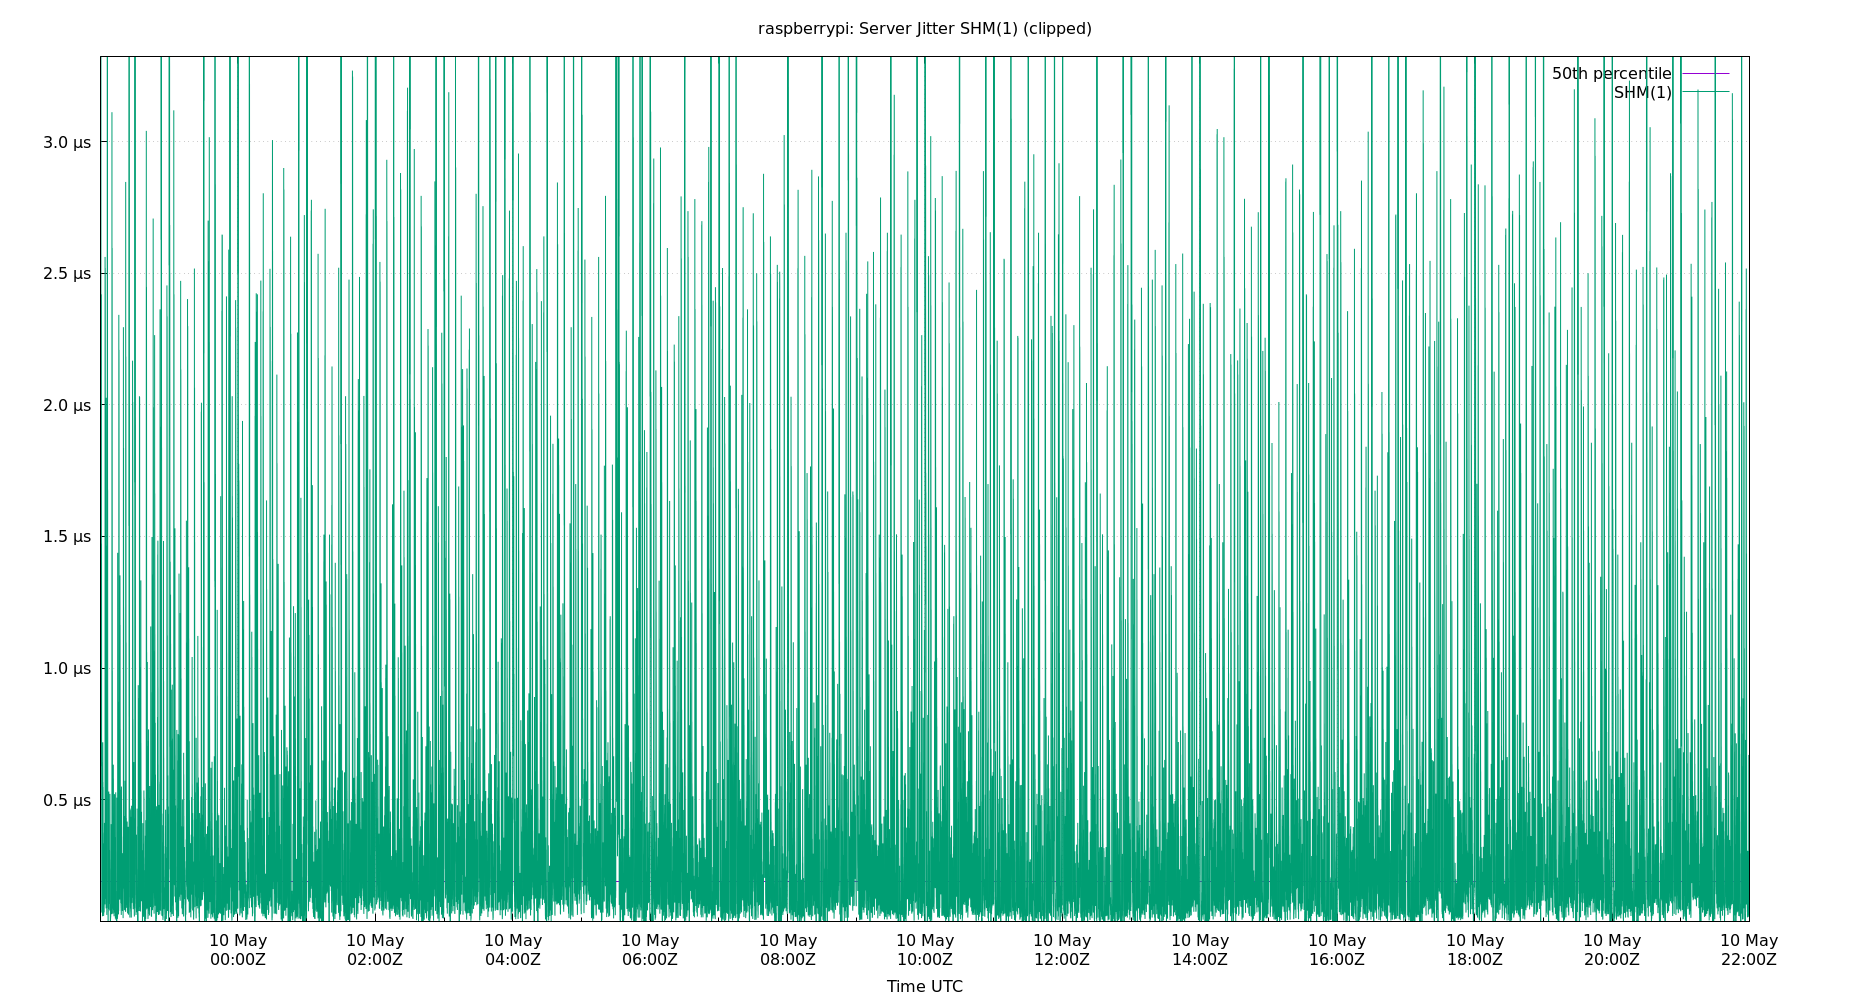 raspberrypi: Server Jitter SHM(1) (clipped)
50th percentile
SHM(1)
3.0 µs
2.5 µs
2.0 µs
1.5 µs
1.0 µs
0.5 µs
10 May 10 May 10 May 10 May 10 May 10 May 10 May 10 May 10 May 10 May 10 May 10 May
00:00Z 02:00Z 04:00Z 06:00Z 08:00Z 10:00Z 12:00Z 14:00Z 16:00Z 18:00Z 20:00Z 22:00Z
Time UTC